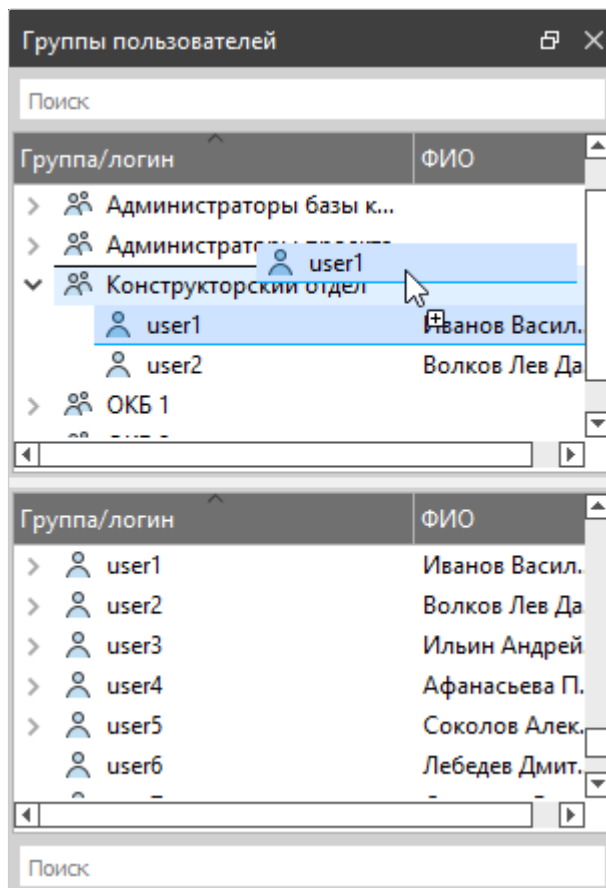 Группы пользователей
Поиск
Группа/логин ФИО
Администраторы базы к...
Администраторы
user1
Конструкторский отдел
user1 Иванов Васил..
user2 Волков Лев Да
ОКБ 1
Группа/логин ФИО
user1 Иванов Васил..
user2 Волков Лев Да
user3 Ильин Андрей
user4 Афанасьева П.
user5 Соколов Алек.
user6 Лебедев Дмит.
Поиск